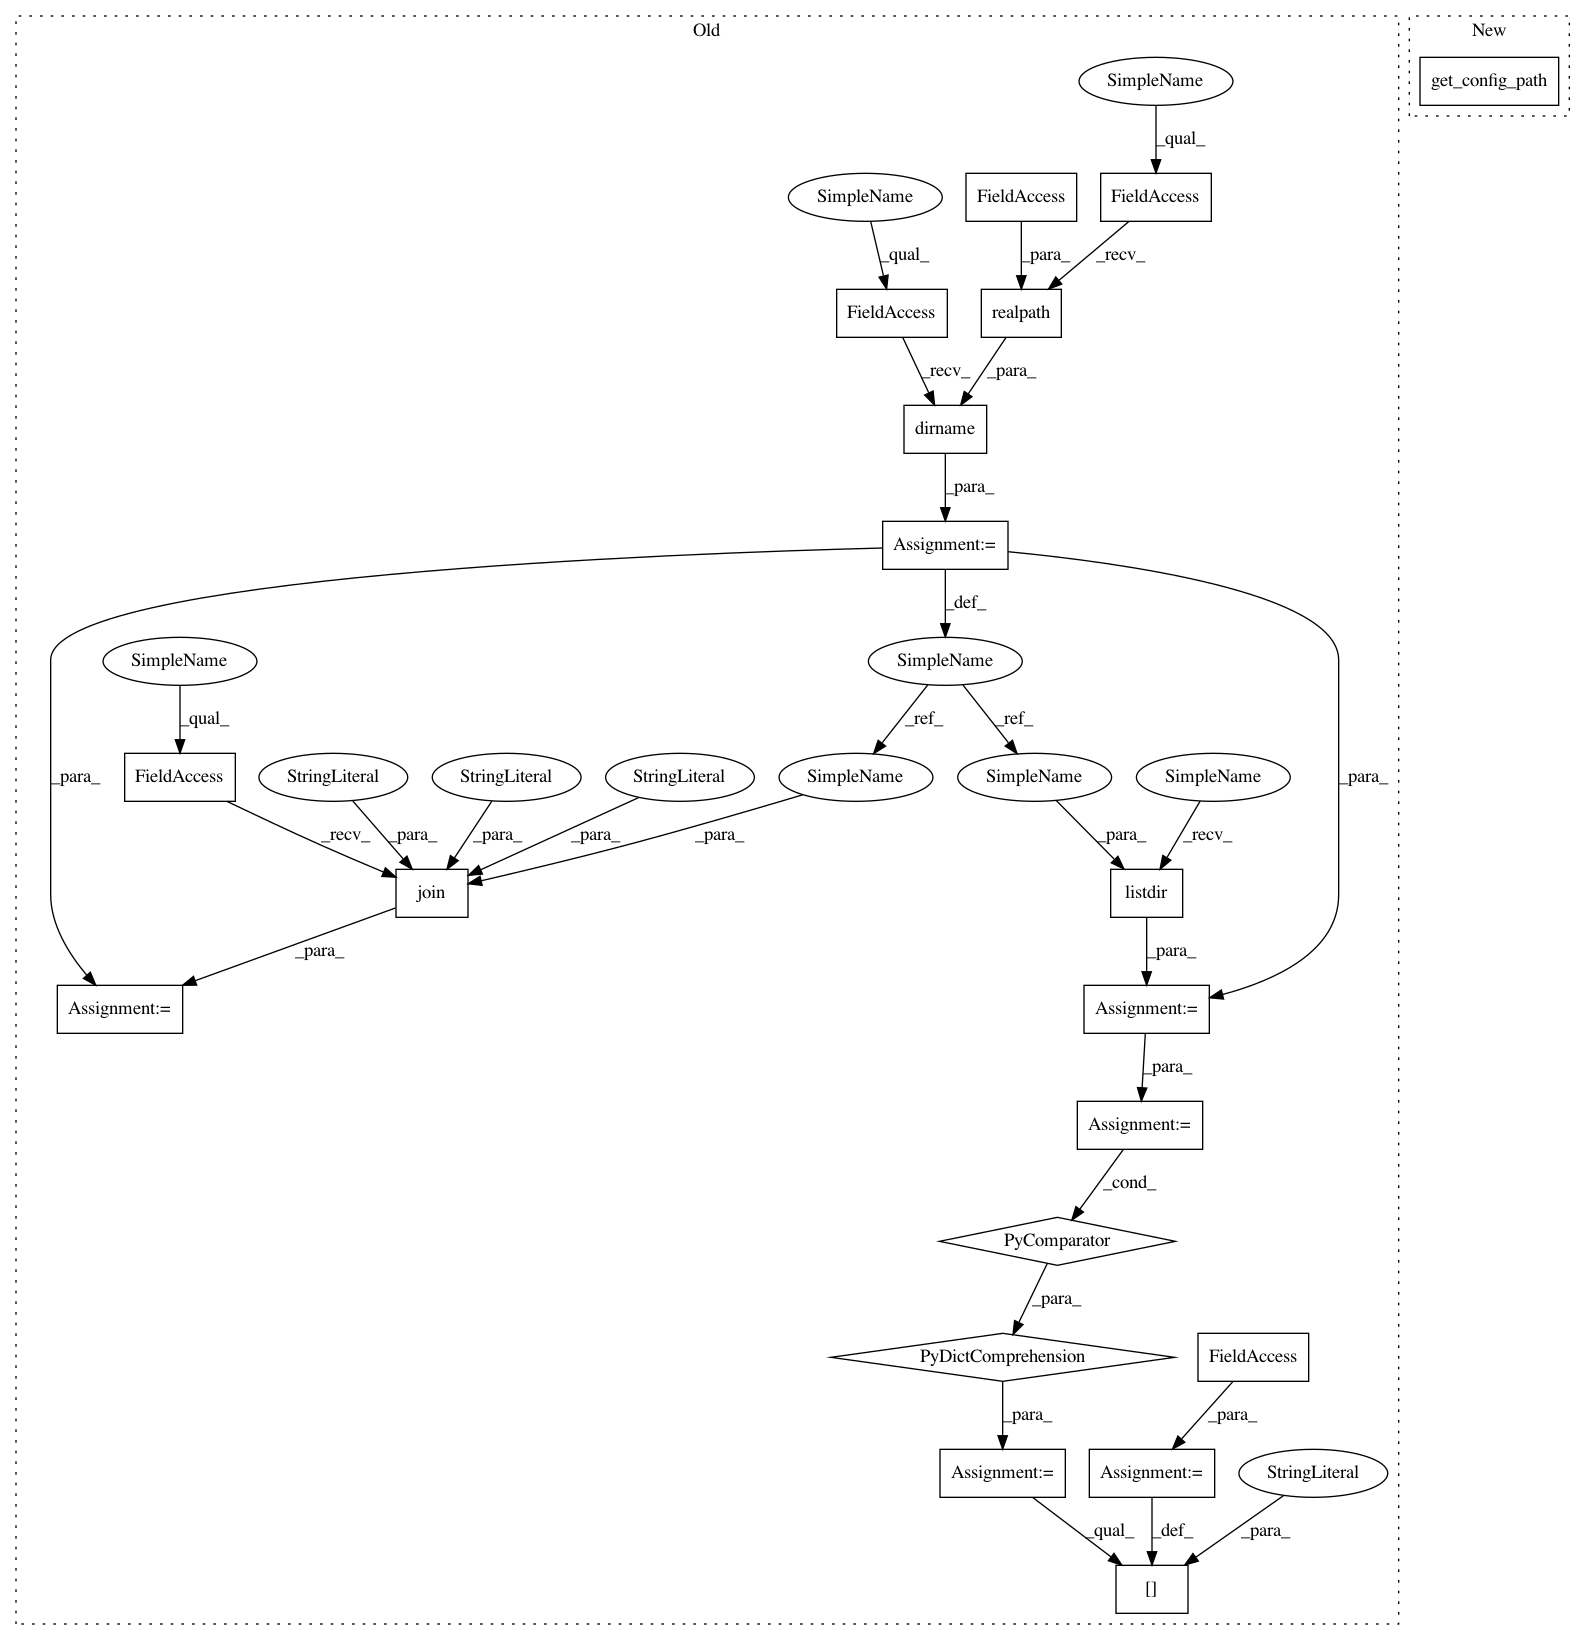 Old
New
SimpleName
get_config_path
_qual_
SimpleName
FieldAccess
FieldAccess
_qual_
_para_
_recv_
FieldAccess
realpath
_recv_
_para_
dirname
_para_
Assignment:=
_def_
SimpleName
SimpleName
_qual_
_ref_
_ref_
_para_
FieldAccess
StringLiteral
StringLiteral
StringLiteral
SimpleName
SimpleName
SimpleName
_para_
_recv_
_para_
_para_
_para_
_para_
_para_
_recv_
join
listdir
_para_
_para_
Assignment:=
Assignment:=
_para_
Assignment:=
_cond_
PyComparator
_para_
PyDictComprehension
FieldAccess
_para_
_para_
Assignment:=
Assignment:=
StringLiteral
_qual_
_def_
_para_
[]